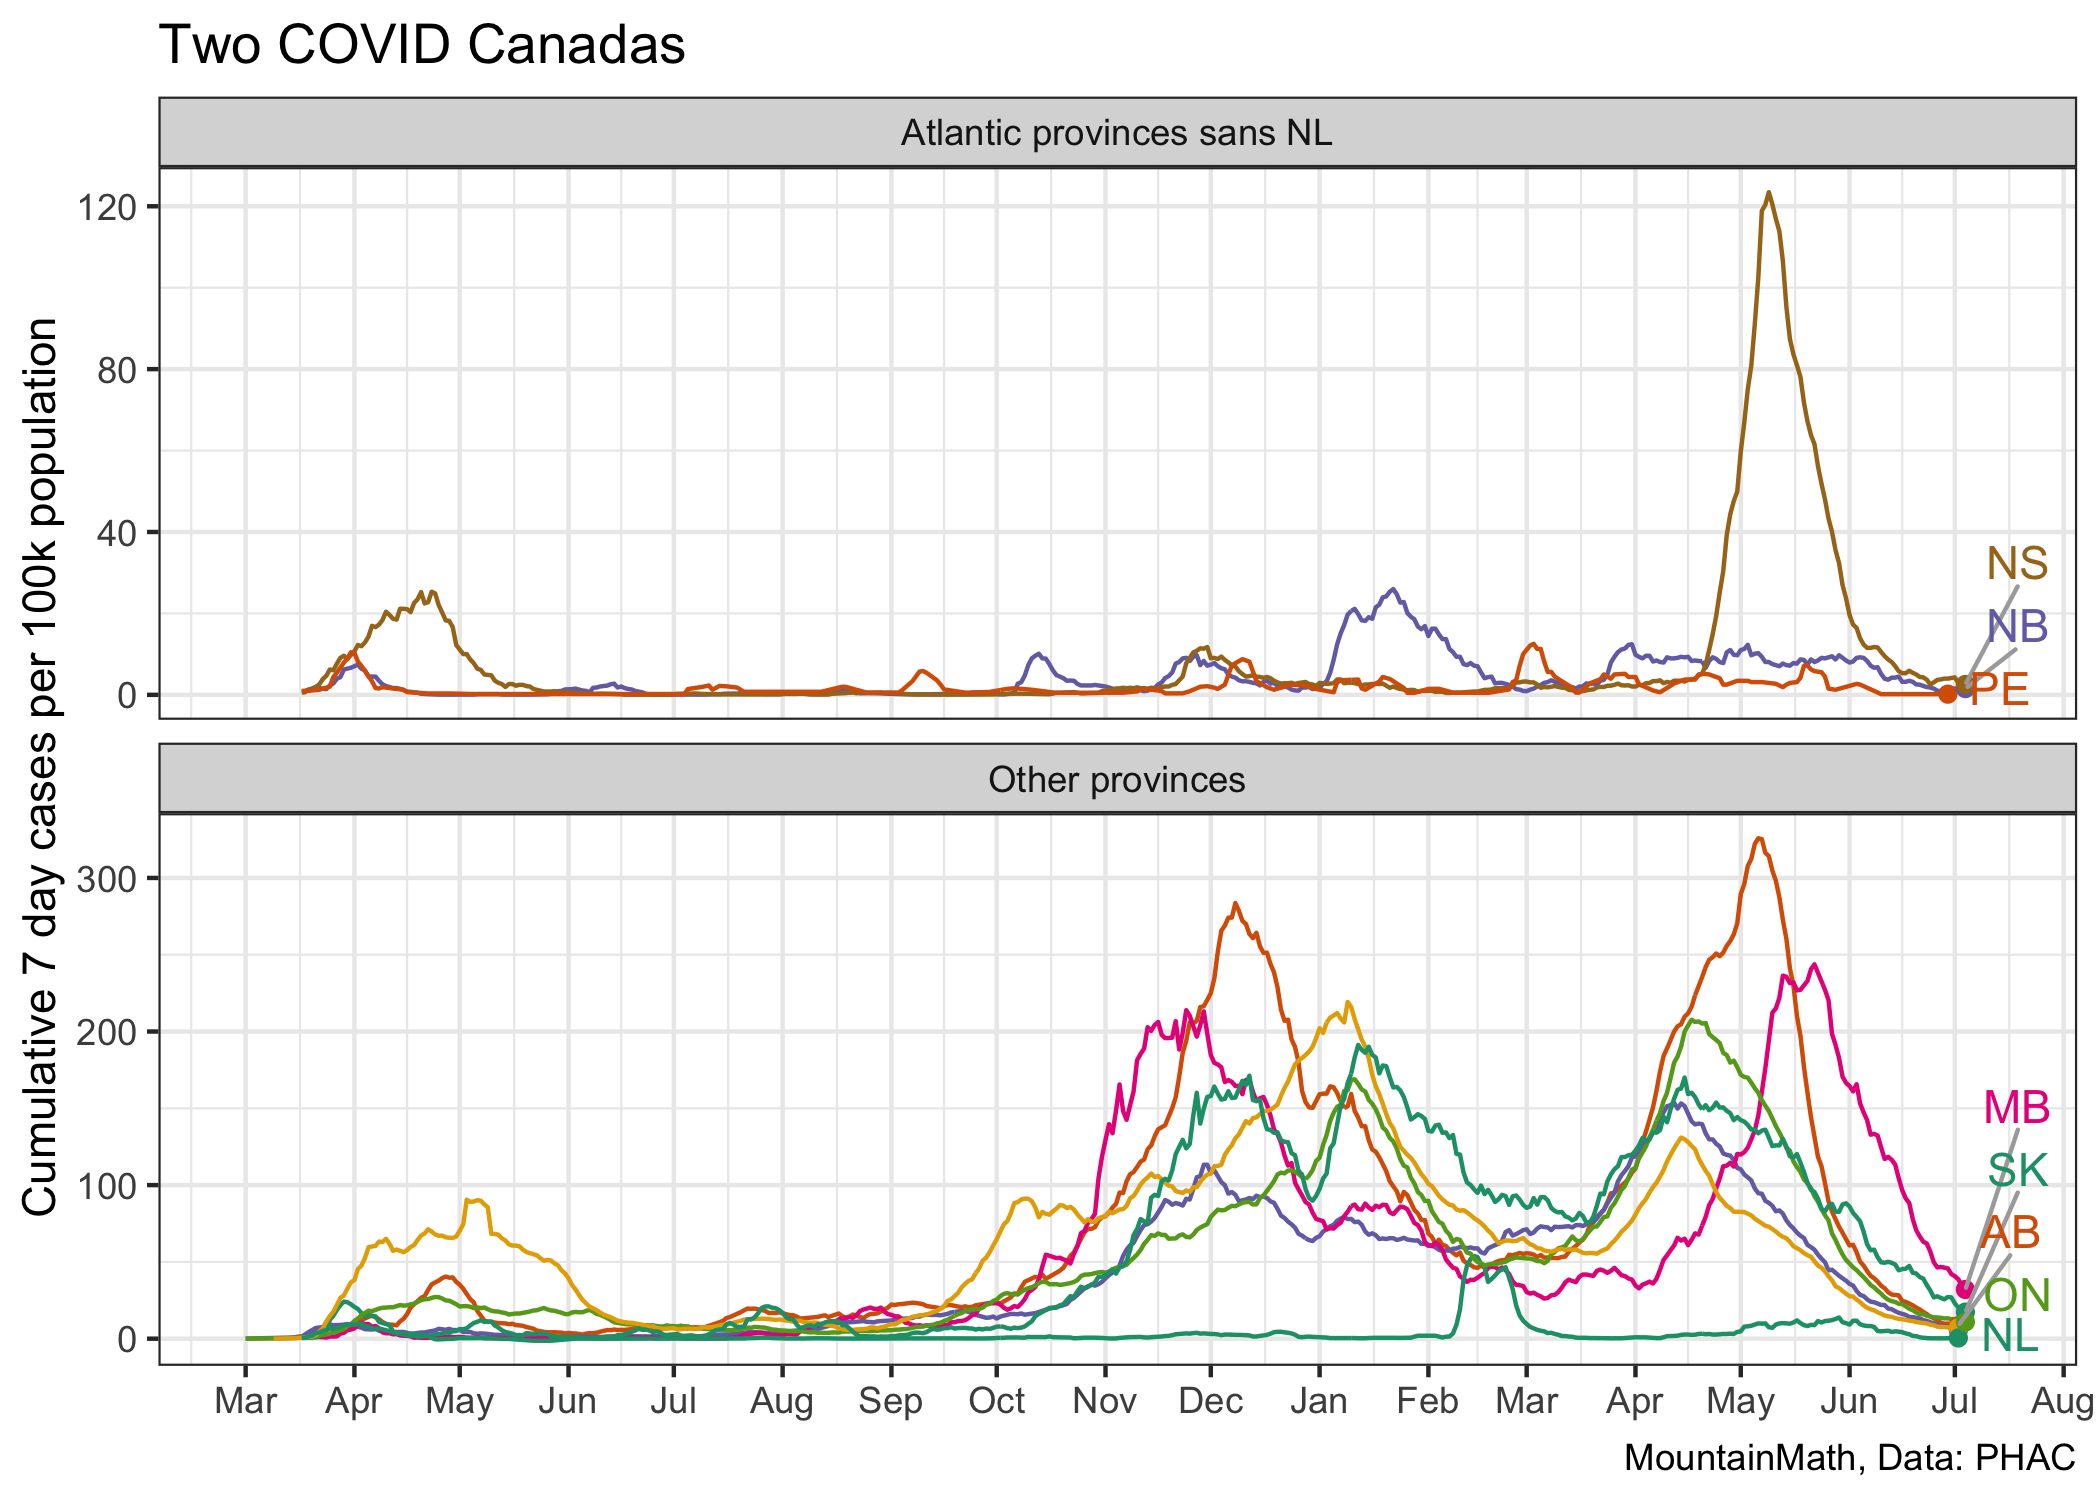 Two COVID Canadas
Atlantic provinces sans NL
120
80
40
0
NS
NB
PE
Cumulative 7 day cases per 100k population
Other provinces
300
200
100
0
MB
SK
AB
ON
NL
Mar Apr May Jun Jul Aug Sep Oct Nov Dec Jan Feb Mar Apr May Jun Jul Aug
MountainMath, Data: PHAC